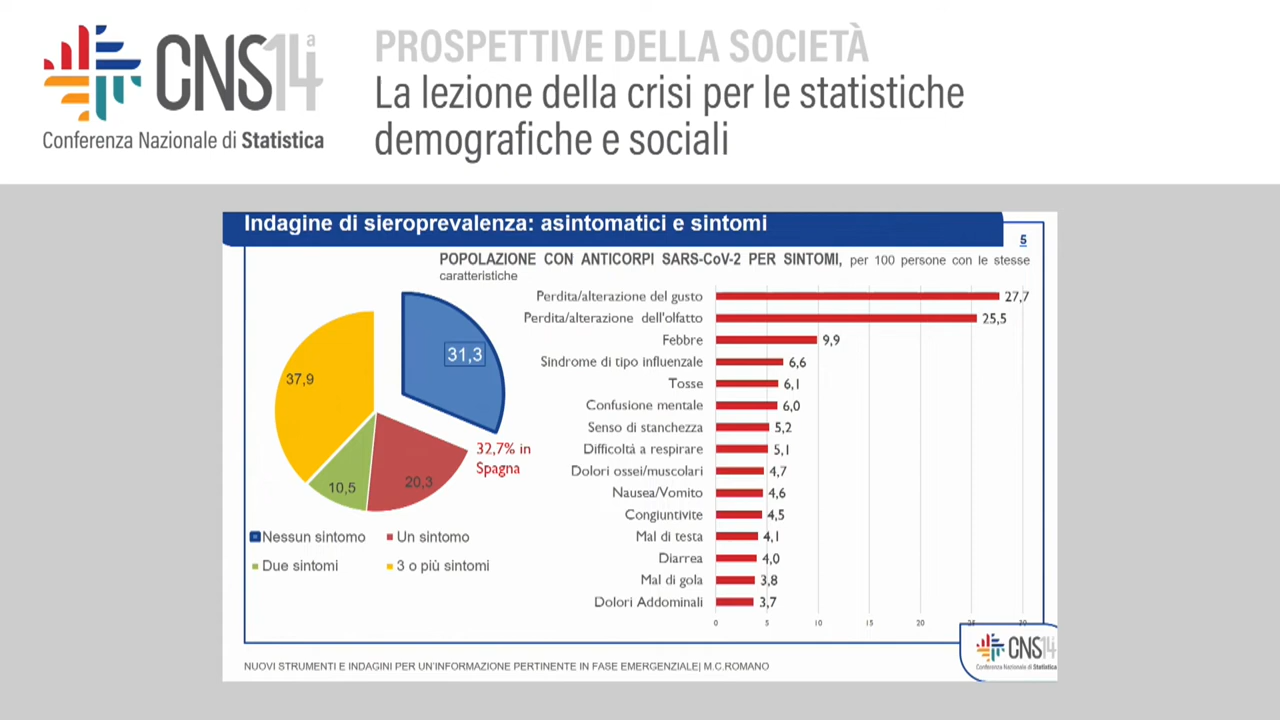 CNS14ª
Conferenza Nazionale di Statistica
PROSPETTIVE DELLA SOCIETÀ
La lezione della crisi per le statistiche
demografiche e sociali
Indagine di sieroprevalenza: asintomatici e sintomi
5
POPOLAZIONE CON ANTICORPI SARS-CoV-2 PER SINTOMI, per 100 persone con le stesse
caratteristiche
31,3
37,9
10,5
20,3
32,7% in
Spagna
Nessun sintomo
Un sintomo
Due sintomi
3 o più sintomi
Perdita/alterazione del gusto 27,7
Perdita/alterazione dell'olfatto 25,5
Febbre 9,9
Sindrome di tipo influenzale 6,6
Tosse 6,1
Confusione mentale 6,0
Senso di stanchezza 5,2
Difficoltà a respirare 5,1
Dolori ossei/muscolari 4,7
Nausea/Vomito 4,6
Congiuntivite 4,5
Mal di testa 4,1
Diarrea 4,0
Mal di gola 3,8
Dolori Addominali 3,7
0 5 10 15 20 25 30
NUOVI STRUMENTI E INDAGINI PER UN'INFORMAZIONE PERTINENTE IN FASE EMERGENZIALE| M.C.ROMANO
CNS14
Conferenza Nazionale di Statistica